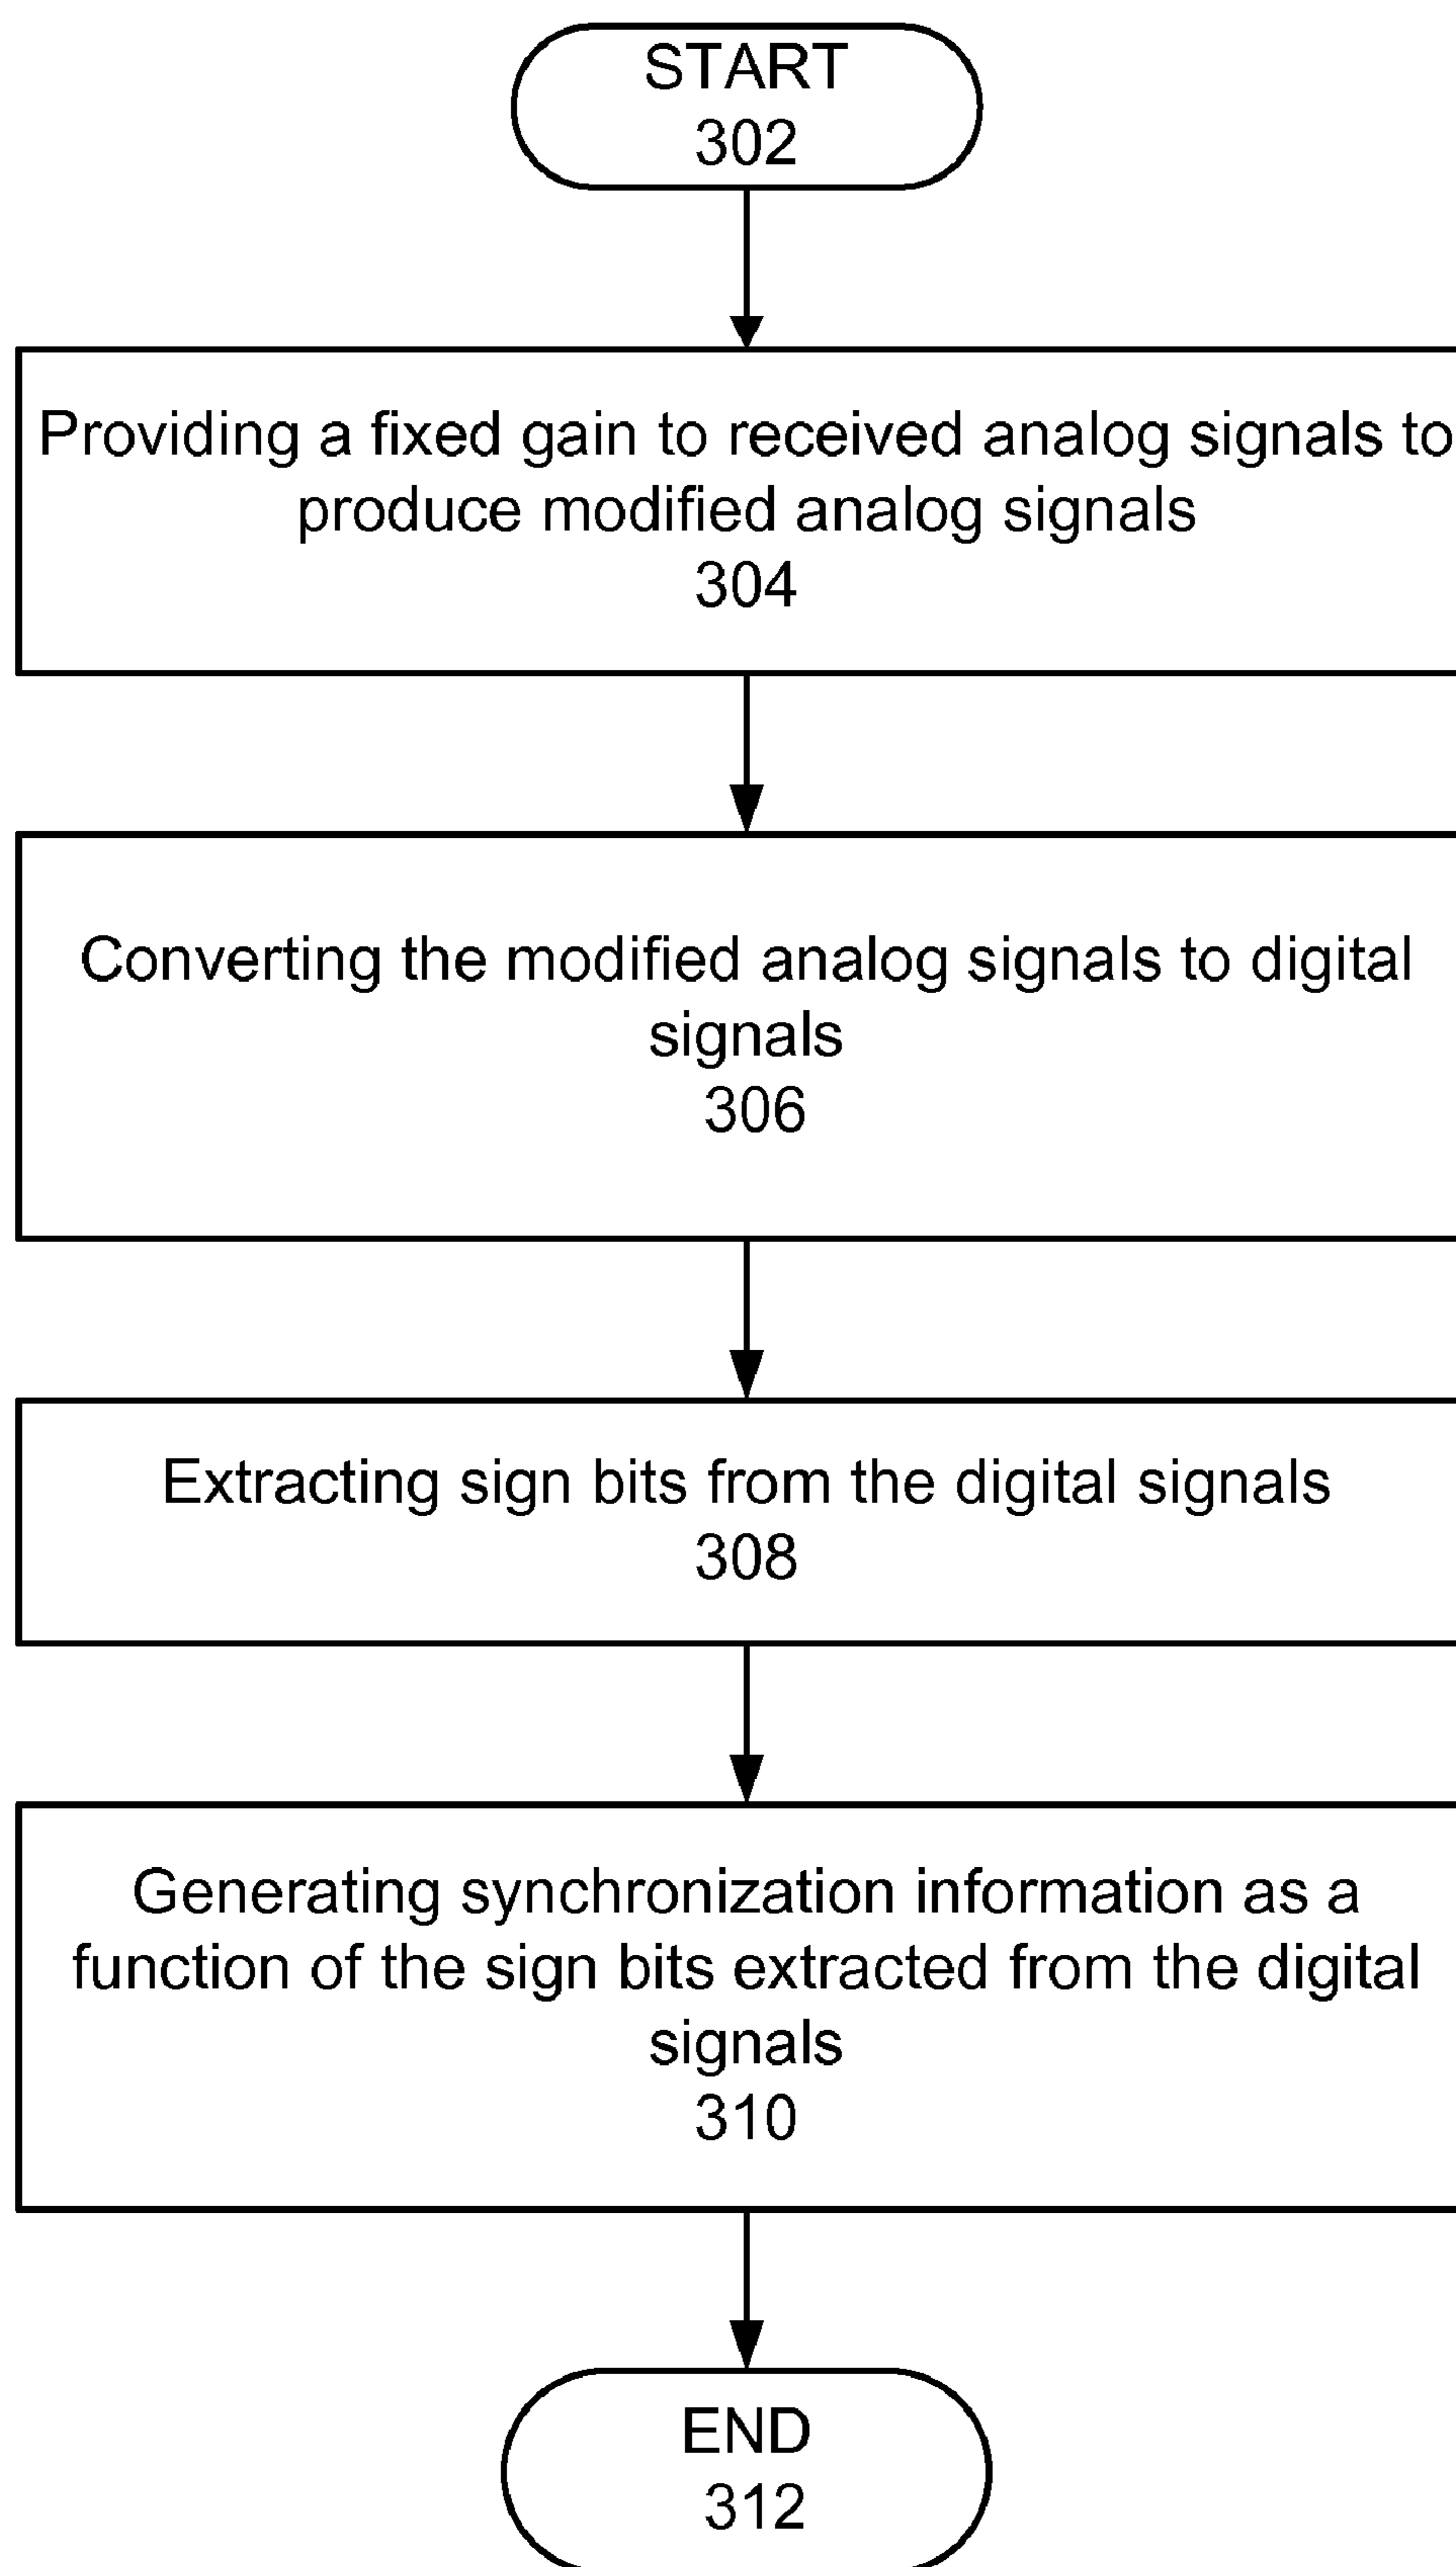 START
302
Providing a fixed gain to received analog signals to
produce modified analog signals
304
Converting the modified analog signals to digital
signals
306
Extracting sign bits from the digital signals
308
Generating synchronization information as a
function of the sign bits extracted from the digital
signals
310
END
312